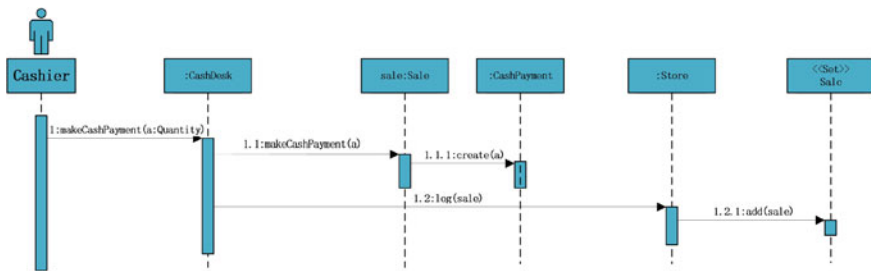 Cashier
:CashDesk
sale:Sale
:CashPayment
:Store
<<Set>>
Sale
1:makeCashPayment(a:Quantity)
1.1:makeCashPayment(a)
1.1.1:create(a)
1.2:log(sale)
1.2.1:add(sale)